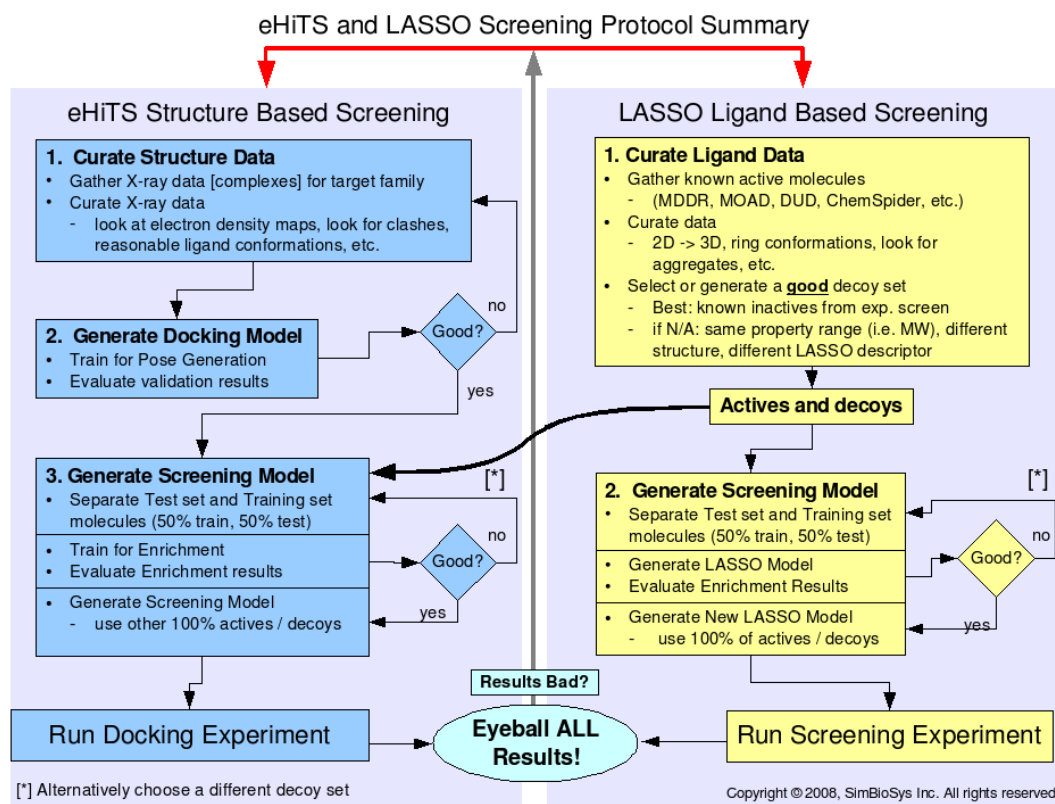 eHiTS and LASSO Screening Protocol Summary
eHiTS Structure Based Screening
1. Curate Structure Data
• Gather X-ray data [complexes] for target family
• Curate X-ray data
- look at electron density maps, look for clashes,
reasonable ligand conformations, etc.
no
2. Generate Docking Model
• Train for Pose Generation
• Evaluate validation results
Good?
yes
3. Generate Screening Model
• Separate Test set and Training set
molecules (50% train, 50% test)
[*]
• Train for Enrichment
• Evaluate Enrichment results
Good?
no
• Generate Screening Model
- use other 100% actives / decoys
yes
Run Docking Experiment
[*] Alternatively choose a different decoy set
LASSO Ligand Based Screening
1. Curate Ligand Data
• Gather known active molecules
- (MDDR, MOAD, DUD, ChemSpider, etc.)
• Curate data
- 2D -> 3D, ring conformations, look for
aggregates, etc.
• Select or generate a good decoy set
- Best: known inactives from exp. screen
- if N/A: same property range (i.e. MW), different
structure, different LASSO descriptor
Actives and decoys
2. Generate Screening Model
• Separate Test set and Training set
molecules (50% train, 50% test)
[*]
• Generate LASSO Model
• Evaluate Enrichment Results
Good?
no
• Generate New LASSO Model
- use 100% of actives / decoys
yes
Run Screening Experiment
Results Bad?
Eyeball ALL
Results!
Copyright © 2008, SimBioSys Inc. All rights reserved